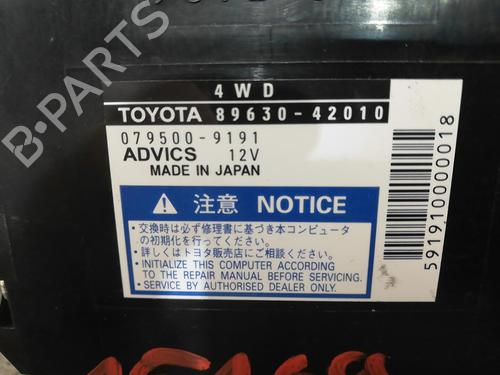 4WD
TOYOTA 89630-42010
079500-9191
ADVICS 12V
MADE IN JAPAN
注意 NOTICE
•交換時は必ず修理書に基づき本コンピュータ
の初期化を行ってください。
•詳しくはトヨタ販売店にご相談ください。
•INITIALIZE THIS COMPUTER ACCORDING
TO THE REPAIR MANUAL BEFORE SERVICING.
•SERVICE BY AUTHORISED DEALER ONLY.
5919100000018
B-PARTS